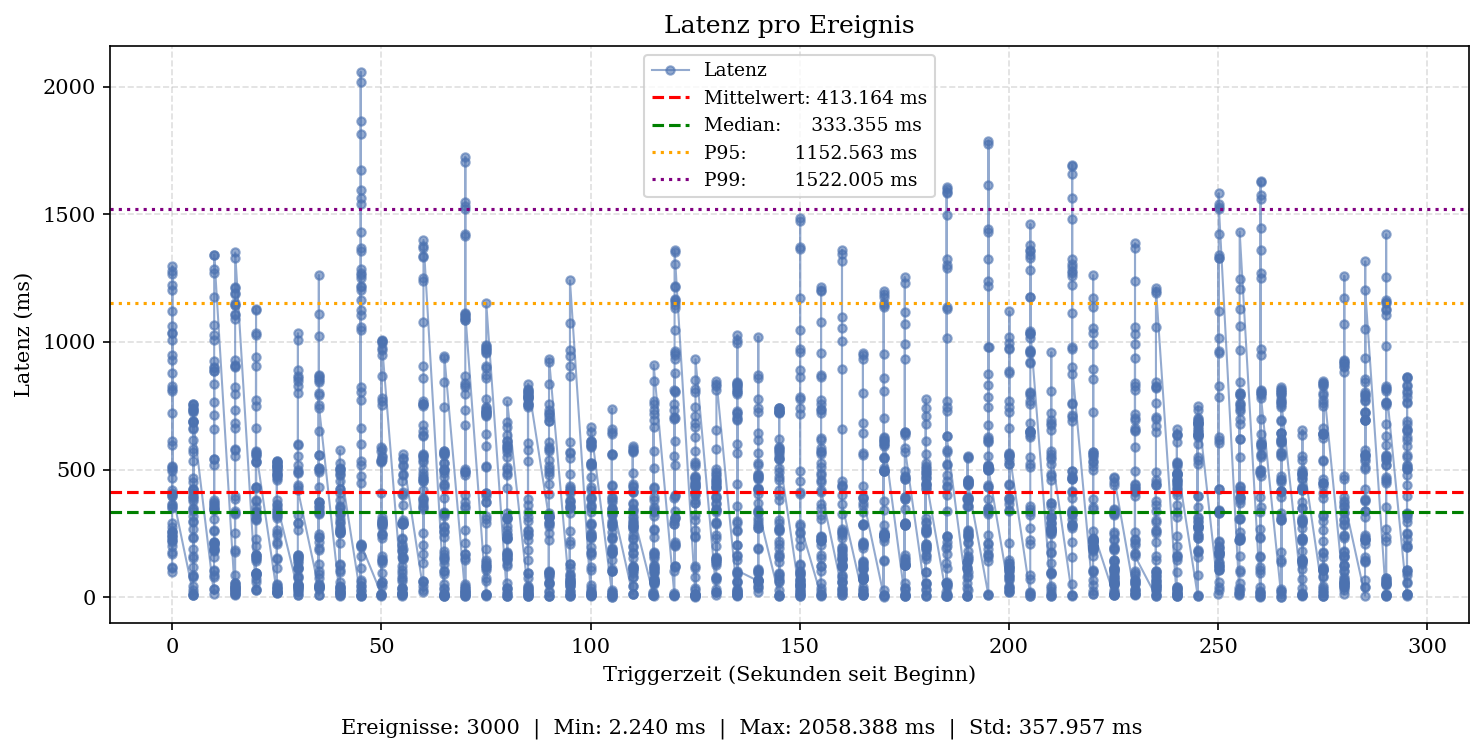 Latenz pro Ereignis
Latenz (ms)
2000
1500
1000
500
0
Latenz
Mittelwert: 413.164 ms
Median: 333.355 ms
P95: 1152.563 ms
P99: 1522.005 ms
0 50 100 150 200 250 300
Triggerzeit (Sekunden seit Beginn)
Ereignisse: 3000 | Min: 2.240 ms | Max: 2058.388 ms | Std: 357.957 ms